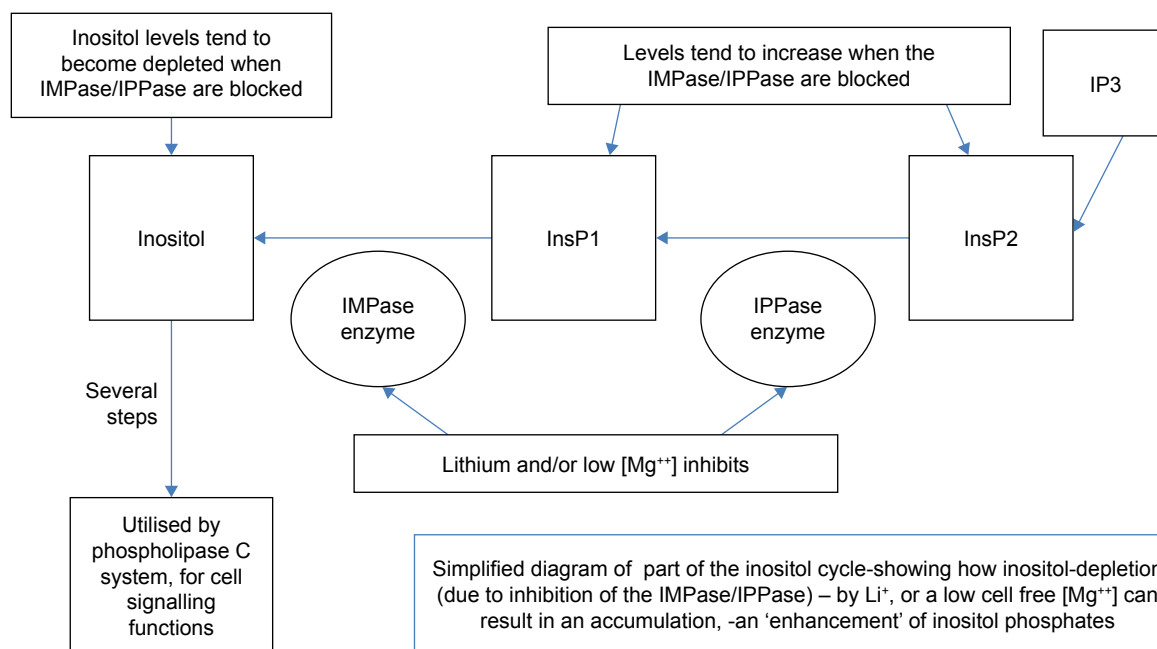 Inositol levels tend to
become depleted when
IMPase/IPPase are blocked
Levels tend to increase when the
IMPase/IPPase are blocked
IP3
Inositol
InsP1
InsP2
IMPase
enzyme
IPPase
enzyme
Several
steps
Lithium and/or low [Mg⁺⁺] inhibits
Utilised by
phospholipase C
system, for cell
signalling
functions
Simplified diagram of part of the inositol cycle-showing how inositol-depletion
(due to inhibition of the IMPase/IPPase) – by Li⁺, or a low cell free [Mg⁺⁺] can
result in an accumulation, -an ‘enhancement’ of inositol phosphates